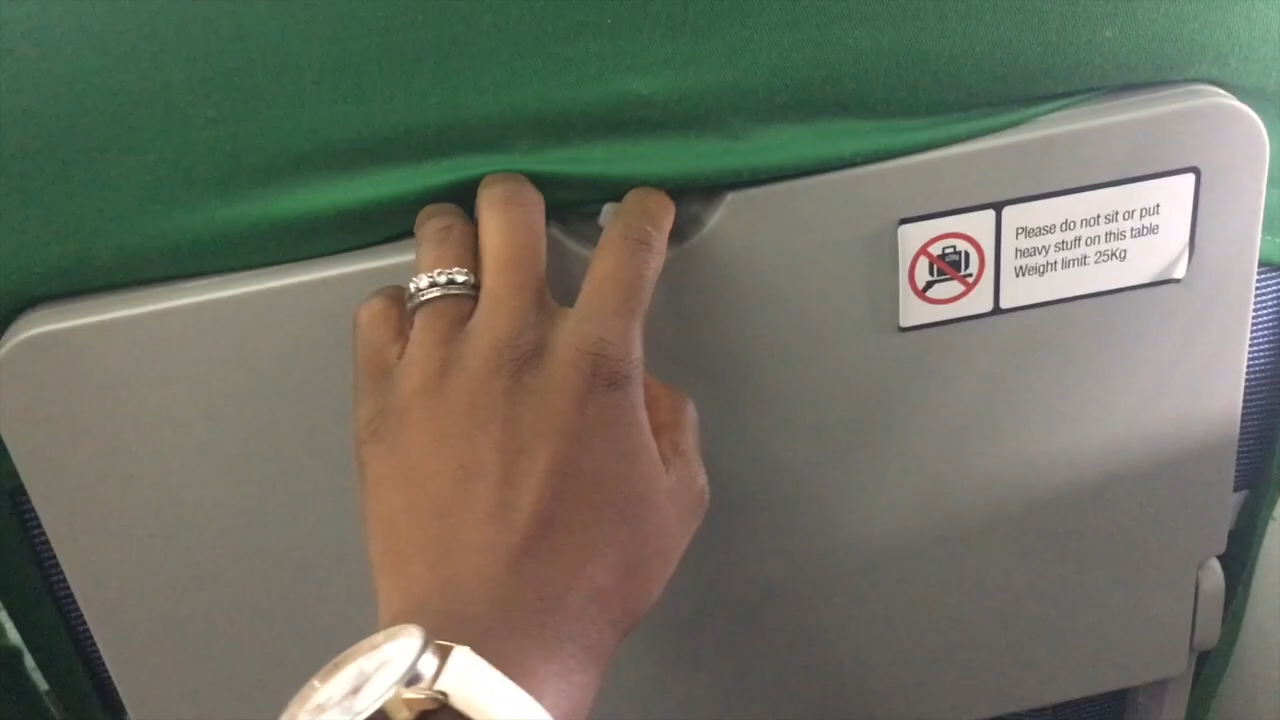 Please do not sit or put
heavy stuff on this table
Weight limit: 25Kg